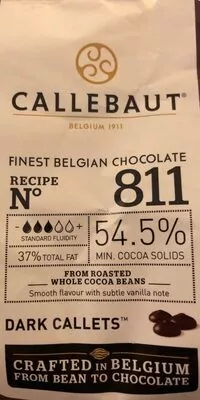 CALLEBAUT®
BELGIUM 1911
FINEST BELGIAN CHOCOLATE
RECIPE
Nº 811
- +
STANDARD FLUIDITY
54.5%
37% TOTAL FAT
MIN. COCOA SOLIDS
FROM ROASTED
WHOLE COCOA BEANS
Smooth flavour with subtle vanilla note
DARK CALLETS™
CRAFTED IN BELGIUM
FROM BEAN TO CHOCOLATE